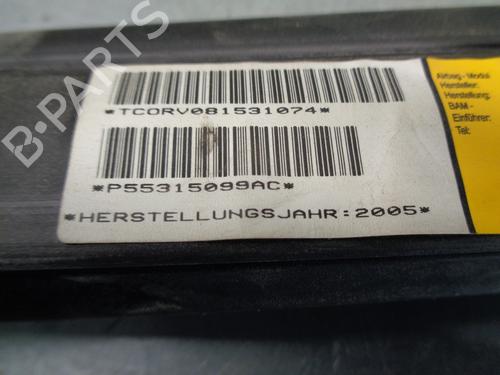 *TCORV081531074*
*P55315099AC*
*HERSTELLUNGSJAHR:2005*
Airbag - Modul
Hersteller:
Herstellung:
BAM -
Einführer:
Tel:
B-PARTS